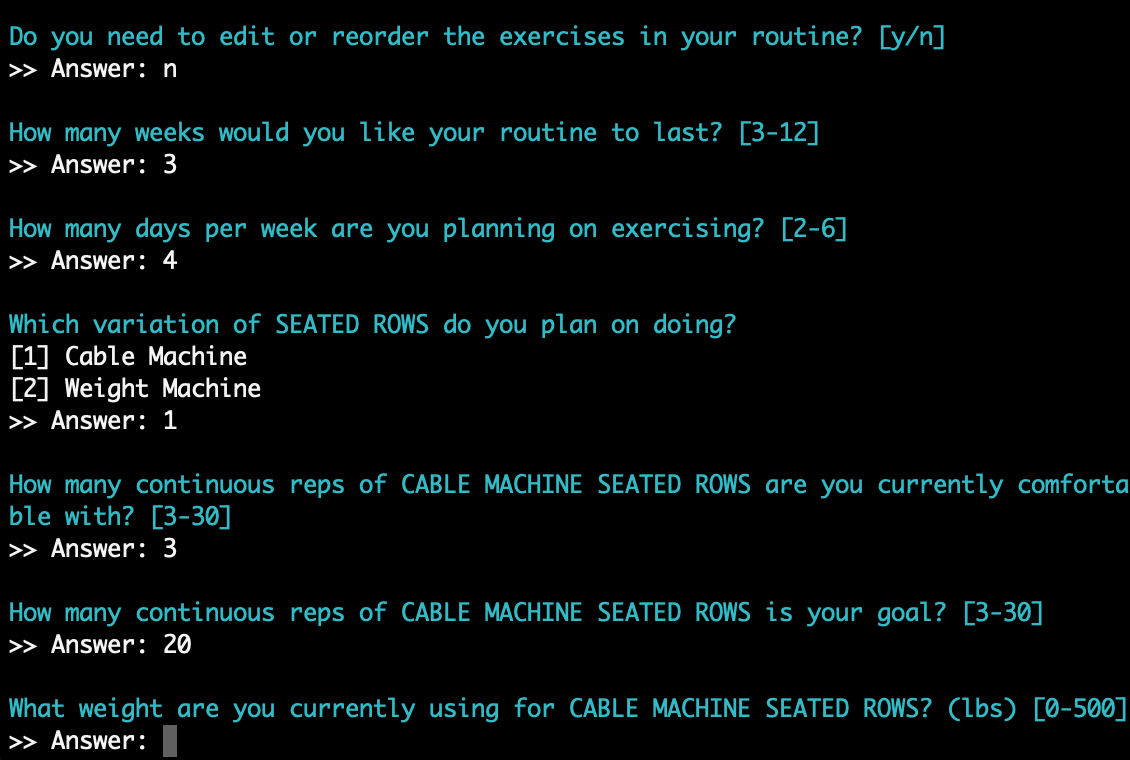 Do you need to edit or reorder the exercises in your routine? [y/n]
>> Answer: n
How many weeks would you like your routine to last? [3-12]
>> Answer: 3
How many days per week are you planning on exercising? [2-6]
>> Answer: 4
Which variation of SEATED ROWS do you plan on doing?
[1] Cable Machine
[2] Weight Machine
>> Answer: 1
How many continuous reps of CABLE MACHINE SEATED ROWS are you currently comforta
ble with? [3-30]
>> Answer: 3
How many continuous reps of CABLE MACHINE SEATED ROWS is your goal? [3-30]
>> Answer: 20
What weight are you currently using for CABLE MACHINE SEATED ROWS? (lbs) [0-500]
>> Answer: